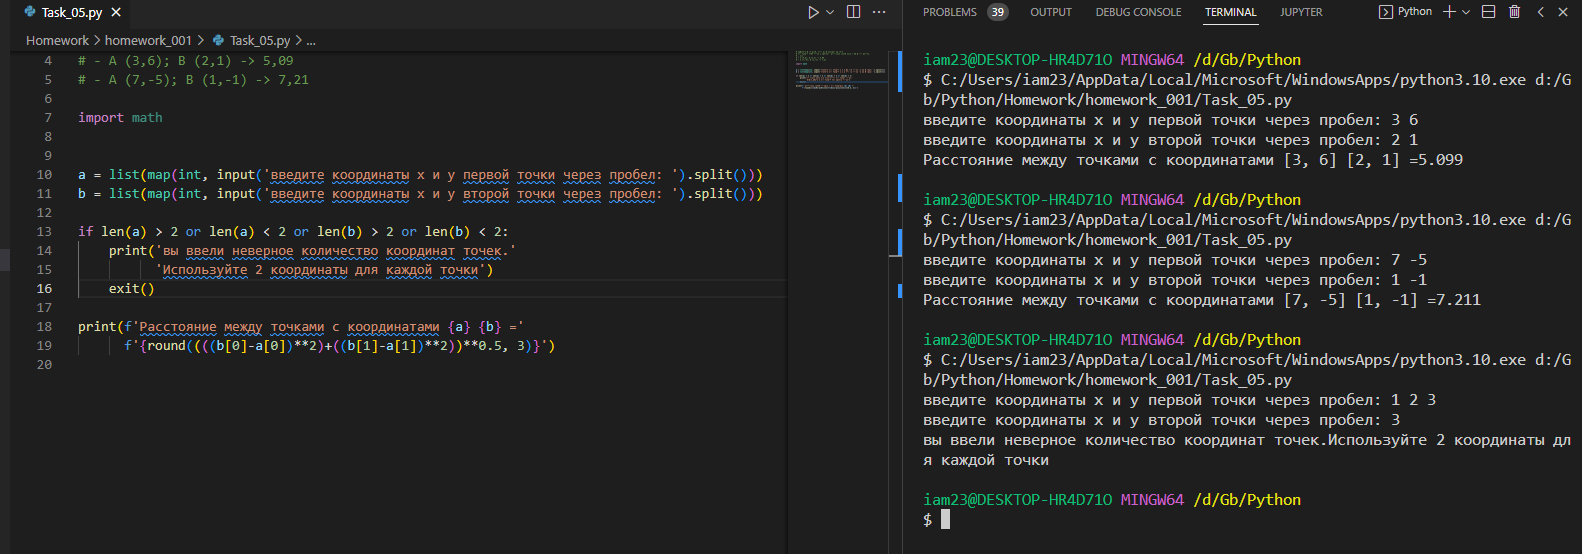 Task_05.py
Homework > homework_001 > Task_05.py > ...
4 # - A (3,6); B (2,1) -> 5,09
5 # - A (7,-5); B (1,-1) -> 7,21
6
7 import math
8
9
10 a = list(map(int, input('введите координаты х и у первой точки через пробел: ').split()))
11 b = list(map(int, input('введите координаты х и у второй точки через пробел: ').split()))
12
13 if len(a) > 2 or len(a) < 2 or len(b) > 2 or len(b) < 2:
14 print('вы ввели неверное количество координат точек.'
15 'Используйте 2 координаты для каждой точки')
16 exit()
17
18 print(f'Расстояние между точками с координатами {a} {b} ='
19 f'{round((((b[0]-a[0])**2)+((b[1]-a[1])**2))**0.5, 3)}')
20
PROBLEMS 39 OUTPUT DEBUG CONSOLE TERMINAL JUPYTER Python
iam23@DESKTOP-HR4D71O MINGW64 /d/Gb/Python
$ C:/Users/iam23/AppData/Local/Microsoft/WindowsApps/python3.10.exe d:/G
b/Python/Homework/homework_001/Task_05.py
введите координаты х и у первой точки через пробел: 3 6
введите координаты х и у второй точки через пробел: 2 1
Расстояние между точками с координатами [3, 6] [2, 1] =5.099
iam23@DESKTOP-HR4D71O MINGW64 /d/Gb/Python
$ C:/Users/iam23/AppData/Local/Microsoft/WindowsApps/python3.10.exe d:/G
b/Python/Homework/homework_001/Task_05.py
введите координаты х и у первой точки через пробел: 7 -5
введите координаты х и у второй точки через пробел: 1 -1
Расстояние между точками с координатами [7, -5] [1, -1] =7.211
iam23@DESKTOP-HR4D71O MINGW64 /d/Gb/Python
$ C:/Users/iam23/AppData/Local/Microsoft/WindowsApps/python3.10.exe d:/G
b/Python/Homework/homework_001/Task_05.py
введите координаты х и у первой точки через пробел: 1 2 3
введите координаты х и у второй точки через пробел: 3
вы ввели неверное количество координат точек.Используйте 2 координаты дл
я каждой точки
iam23@DESKTOP-HR4D71O MINGW64 /d/Gb/Python
$